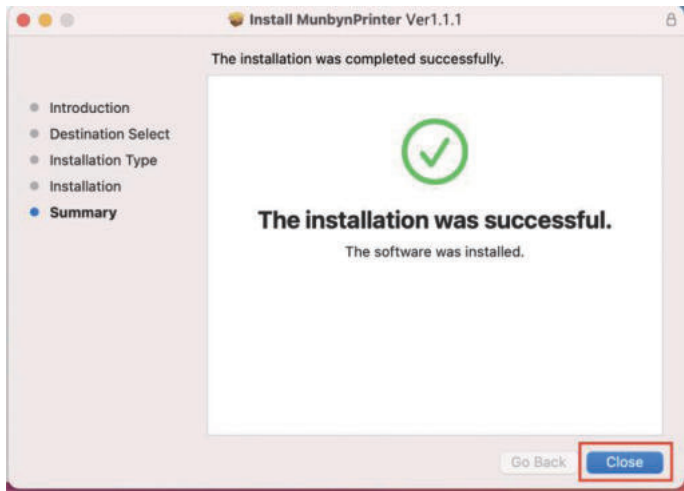 Install MunbynPrinter Ver1.1.1
The installation was completed successfully.
Introduction
Destination Select
Installation Type
Installation
Summary
The installation was successful.
The software was installed.
Go Back
Close